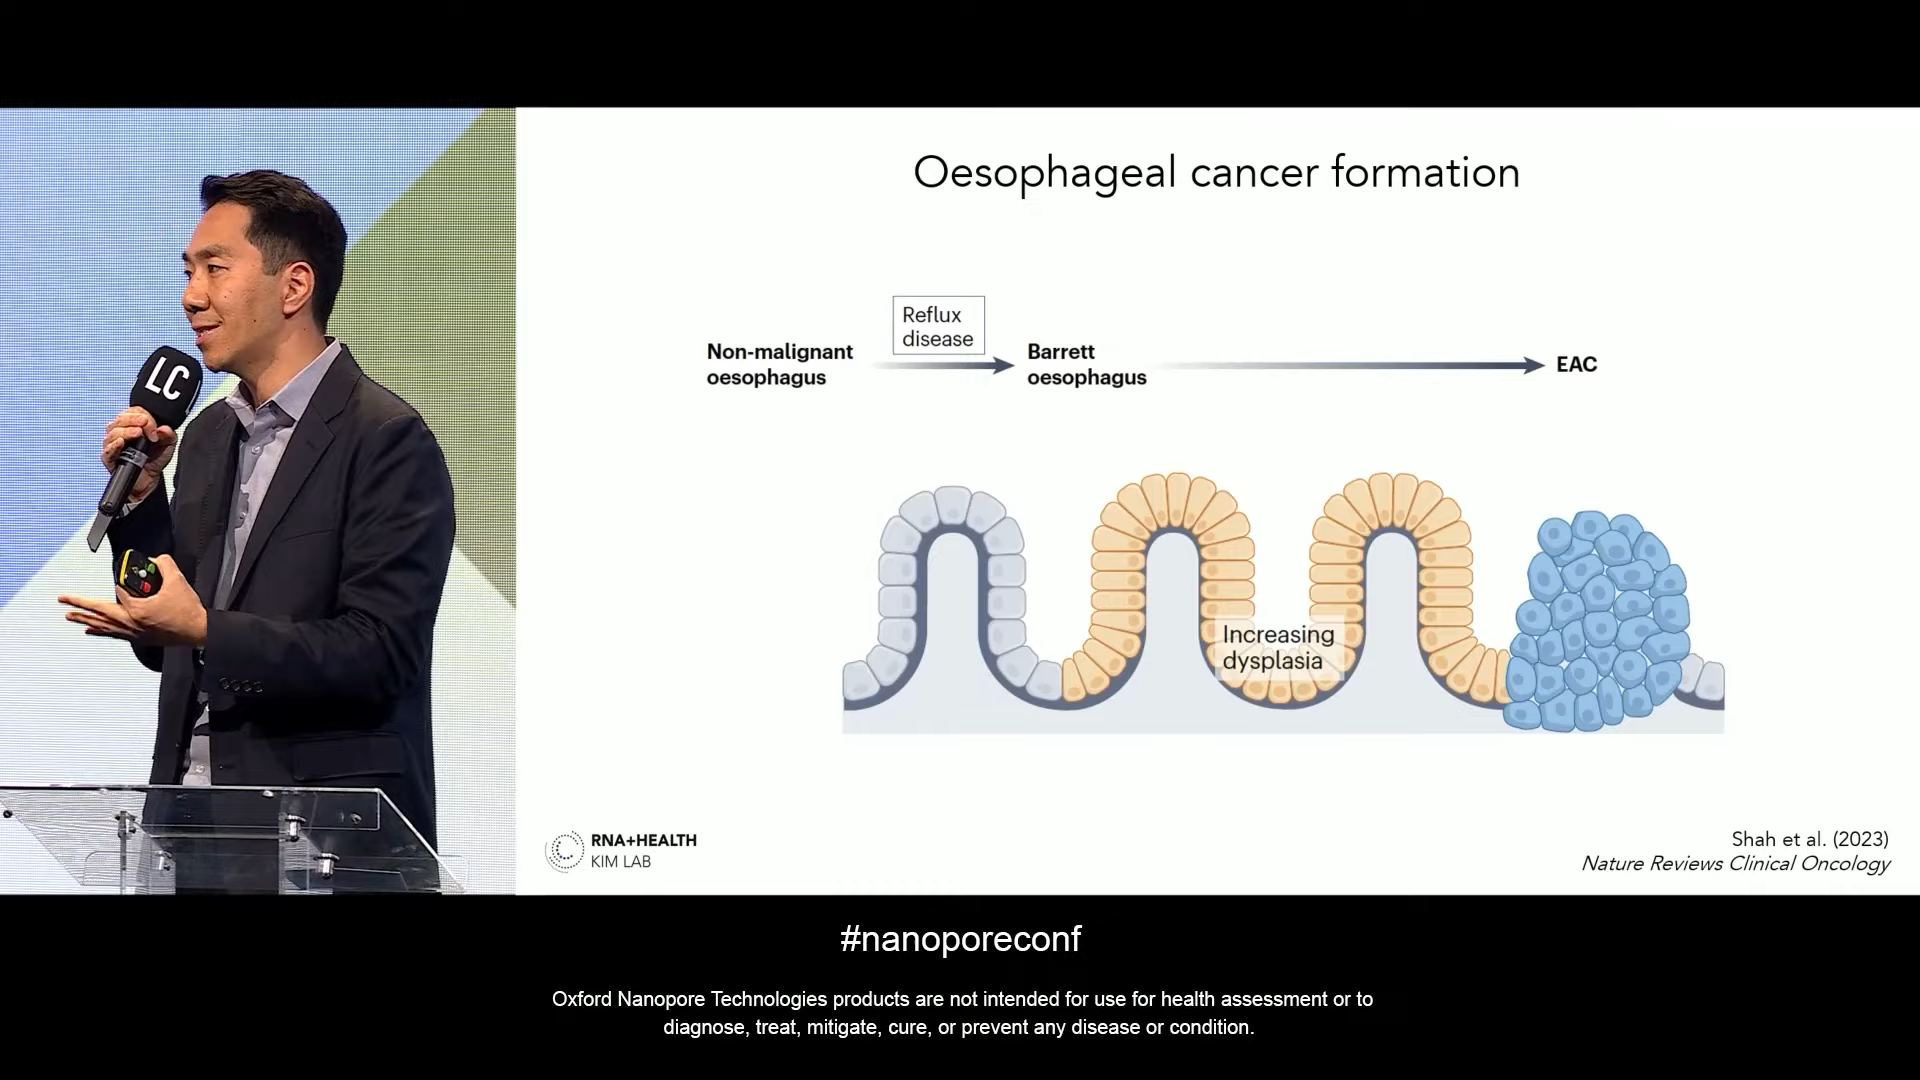 LC
Oesophageal cancer formation
Reflux
disease
Non-malignant
oesophagus
Barrett
oesophagus
EAC
Increasing
dysplasia
RNA+HEALTH
KIM LAB
Shah et al. (2023)
Nature Reviews Clinical Oncology
#nanoporeconf
Oxford Nanopore Technologies products are not intended for use for health assessment or to
diagnose, treat, mitigate, cure, or prevent any disease or condition.